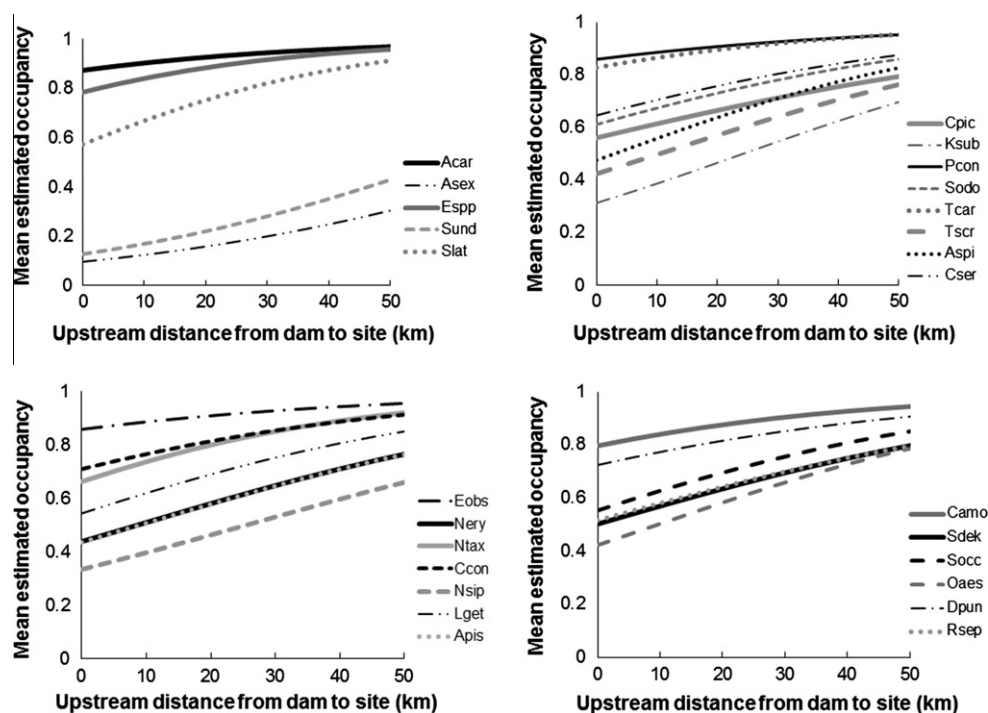 Mean estimated occupancy
1
0.8
0.6
0.4
0.2
0
0 10 20 30 40 50
Upstream distance from dam to site (km)
Acar
Asex
Espp
Sund
Slat
Mean estimated occupancy
1
0.8
0.6
0.4
0.2
0
0 10 20 30 40 50
Upstream distance from dam to site (km)
Cpic
Ksub
Pcon
Sodo
Tcar
Tscr
Aspi
Cser
Mean estimated occupancy
1
0.8
0.6
0.4
0.2
0
0 10 20 30 40 50
Upstream distance from dam to site (km)
Eobs
Nery
Ntax
Ccon
Nsip
Lget
Apis
Mean estimated occupancy
1
0.8
0.6
0.4
0.2
0
0 10 20 30 40 50
Upstream distance from dam to site (km)
Camo
Sdek
Socc
Oaes
Dpun
Rsep